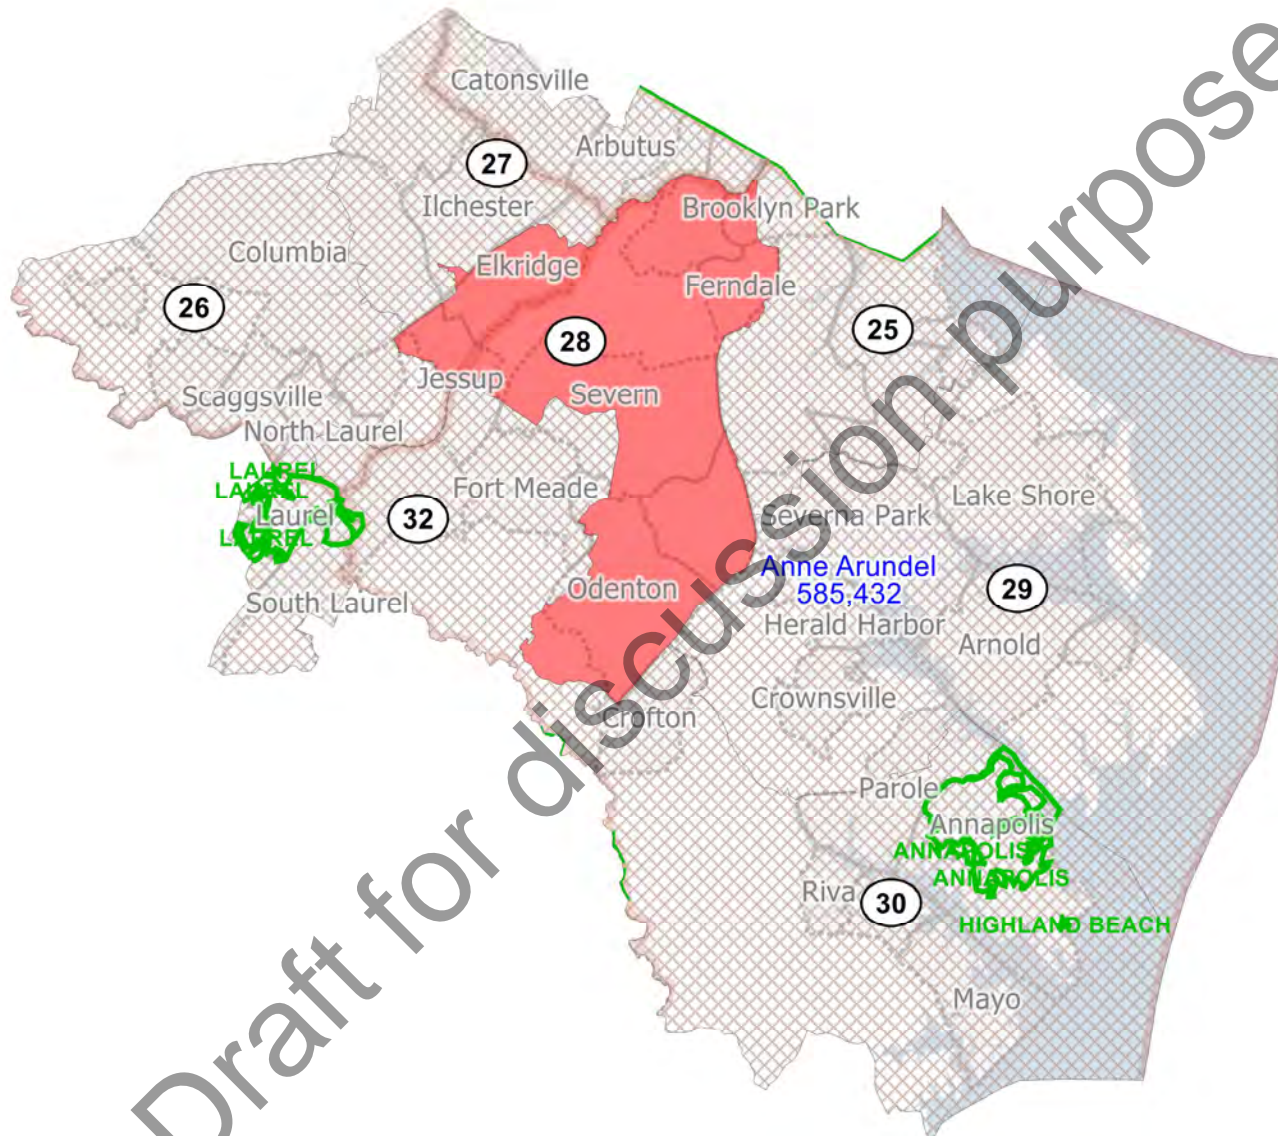 Catonsville
Arbutus
27
Ilchester
Brooklyn Park
Columbia
Elkridge
Ferndale
26
25
28
Jessup
Severn
Scaggsville
North Laurel
LAUREL
LAUREL
Fort Meade
Lake Shore
Laurel
32
Severna Park
LAUREL
Anne Arundel
585,432
Odenton
29
South Laurel
Herald Harbor
Arnold
Crownsville
Crofton
Parole
Annapolis
ANNAPOLIS
ANNAPOLIS
Riva
30
HIGHLAND BEACH
Mayo
Draft for discussion purpose